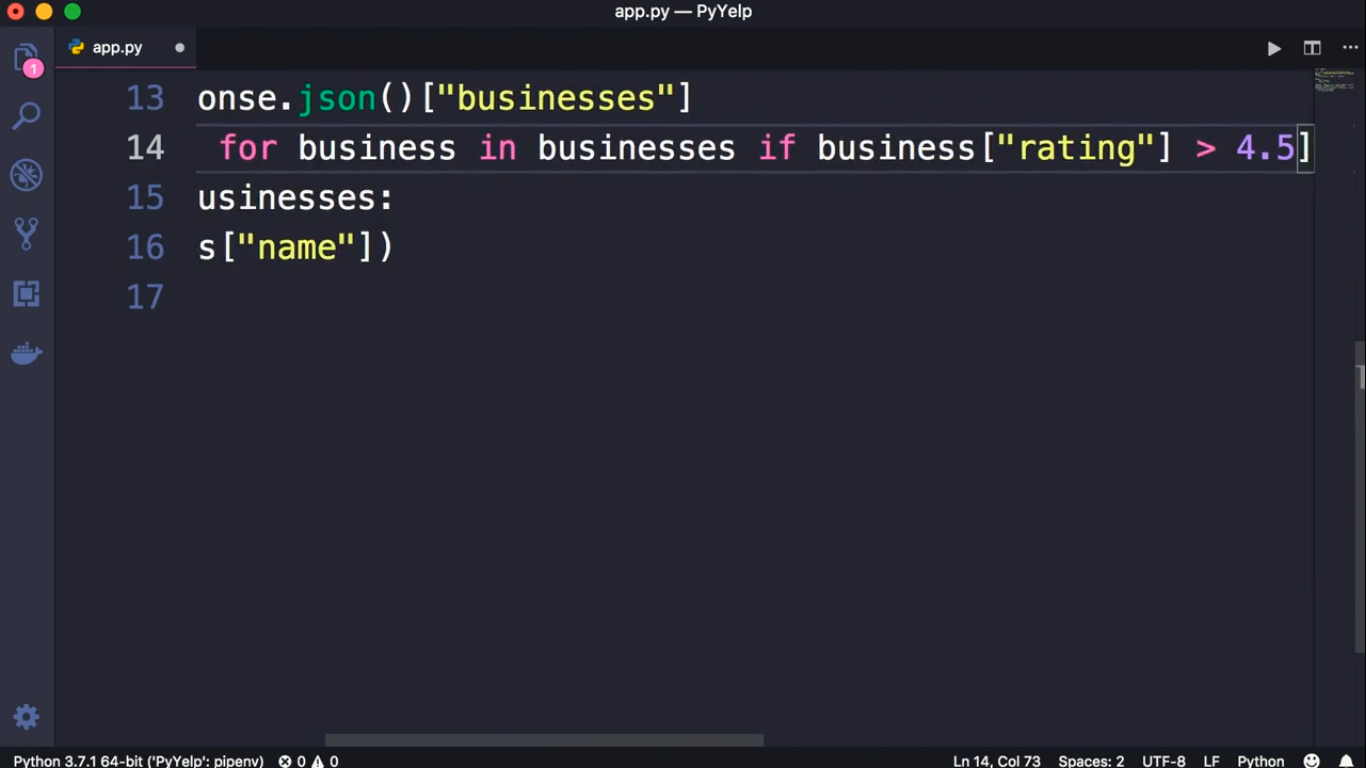 app.py — PyYelp
1
app.py
13 onse.json()["businesses"]
14 for business in businesses if business["rating"] > 4.5]
15 usinesses:
16 s["name"])
17
Python 3.7.1 64-bit ('PyYelp': pipenv) 0 0 Ln 14, Col 73 Spaces: 2 UTF-8 LF Python